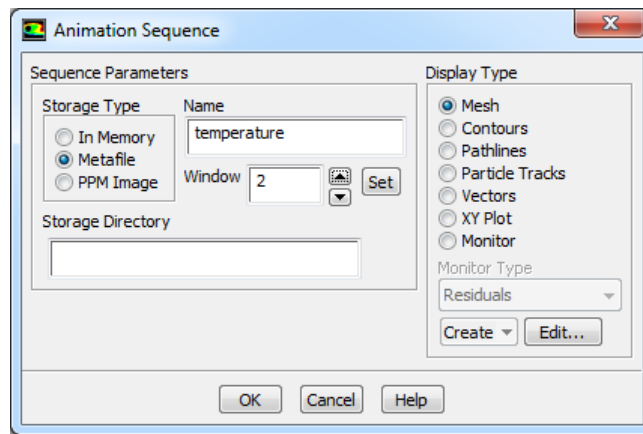 Animation Sequence
Sequence Parameters
Storage Type
In Memory
Metafile
PPM Image
Name
temperature
Window
2
Set
Storage Directory
Display Type
Mesh
Contours
Pathlines
Particle Tracks
Vectors
XY Plot
Monitor
Monitor Type
Residuals
Create
Edit...
OK
Cancel
Help